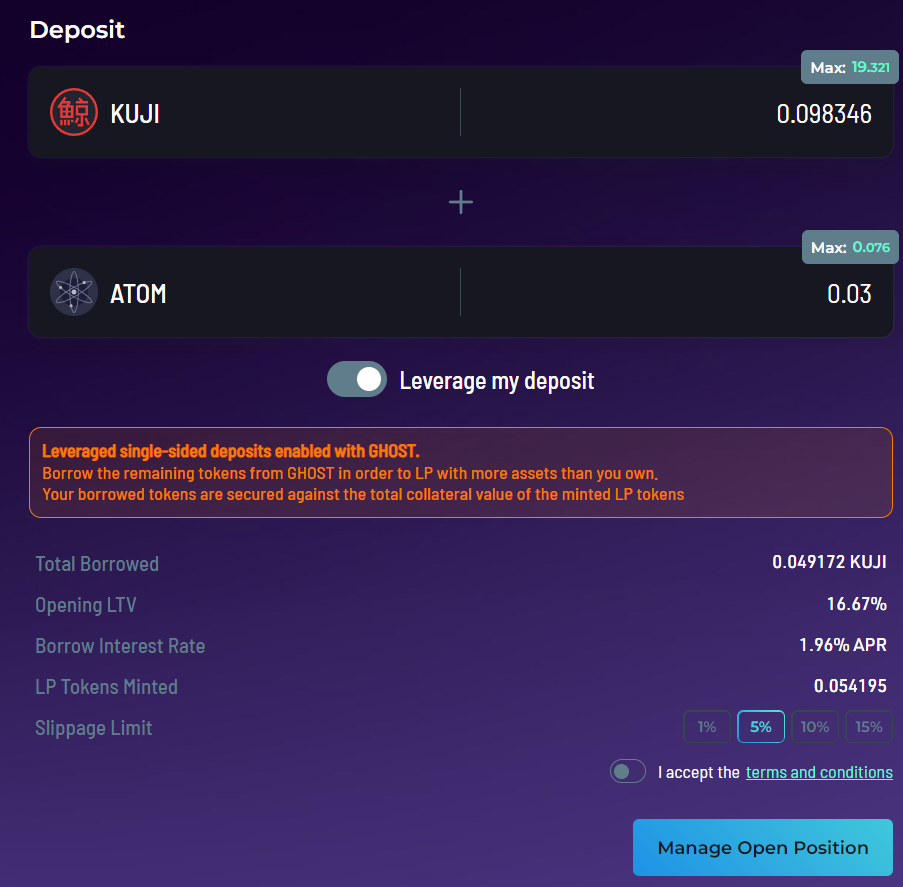 Deposit
Max: 19.321
鯨 KUJI 0.098346
+
Max: 0.076
ATOM 0.03
Leverage my deposit
Leveraged single-sided deposits enabled with GHOST.
Borrow the remaining tokens from GHOST in order to LP with more assets than you own.
Your borrowed tokens are secured against the total collateral value of the minted LP tokens
Total Borrowed 0.049172 KUJI
Opening LTV 16.67%
Borrow Interest Rate 1.96% APR
LP Tokens Minted 0.054195
Slippage Limit 1% 5% 10% 15%
I accept the terms and conditions
Manage Open Position